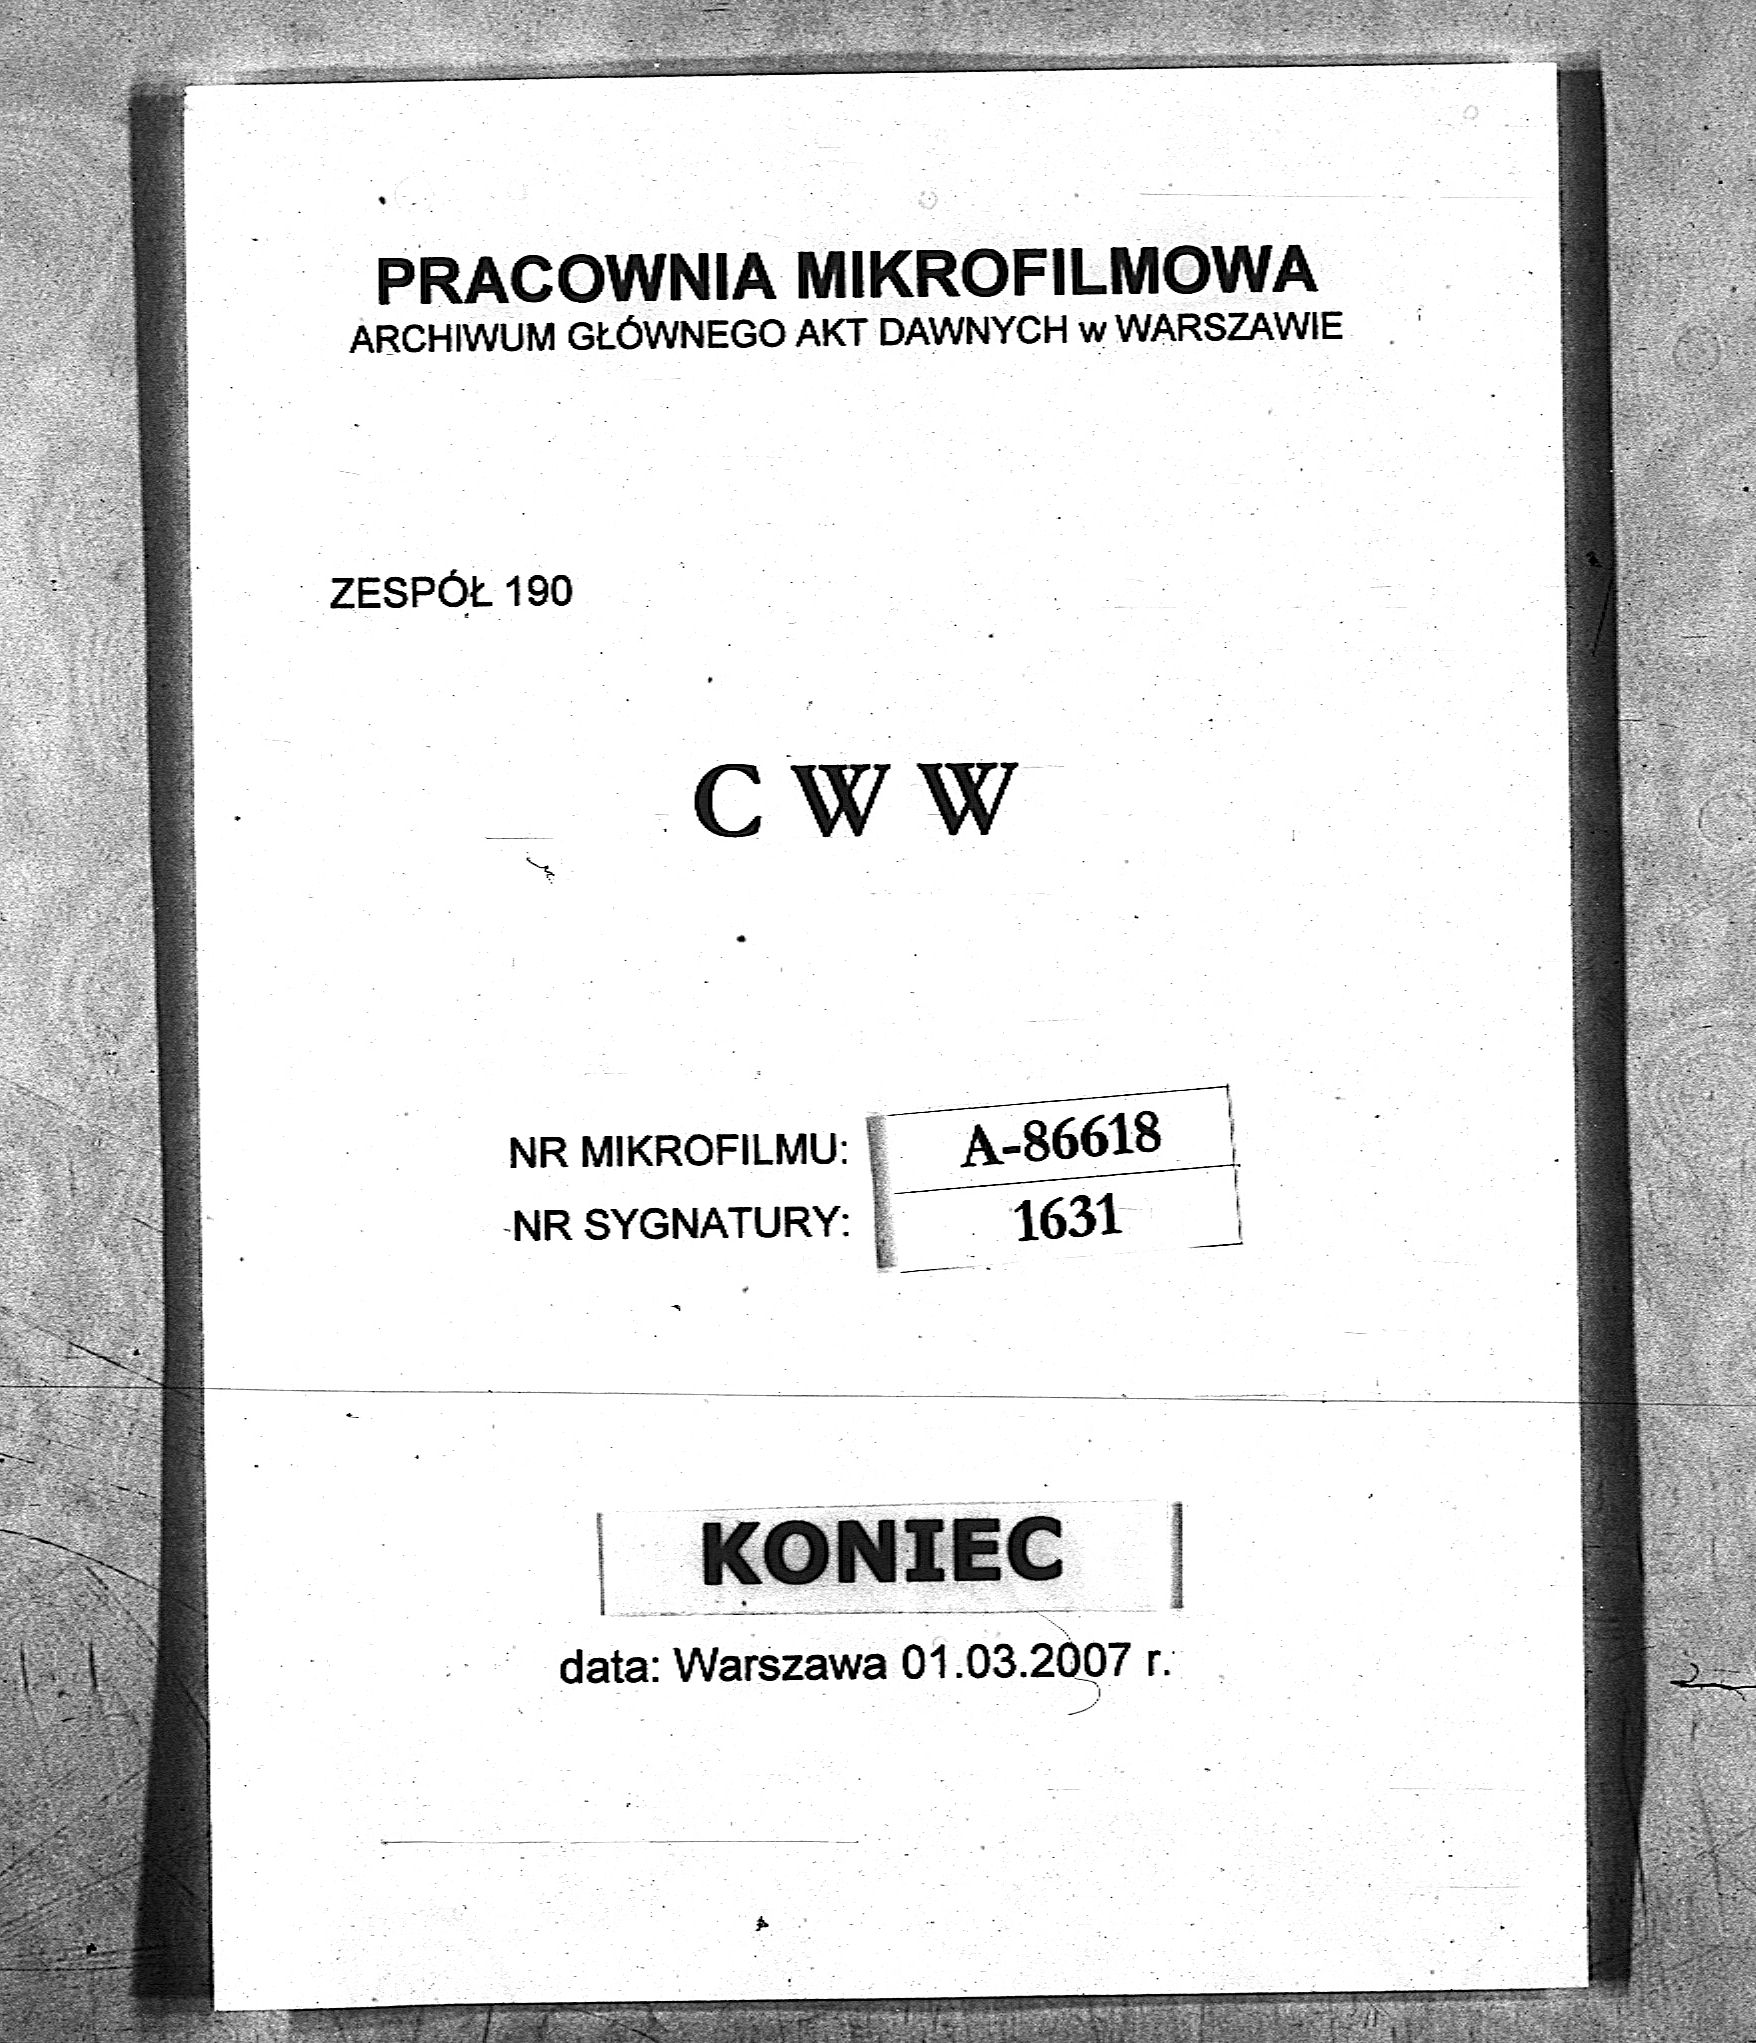 PRACOWNIA MIKROFILMOWA
ARCHIWUM GŁÓWNEGO AKT DAWNYCH w WARSZAWIE
ZESPÓŁ 190
C W W
NR MIKROFILMU: A-86618
NR SYGNATURY: 1631
KONIEC
data: Warszawa 01.03.2007 r.